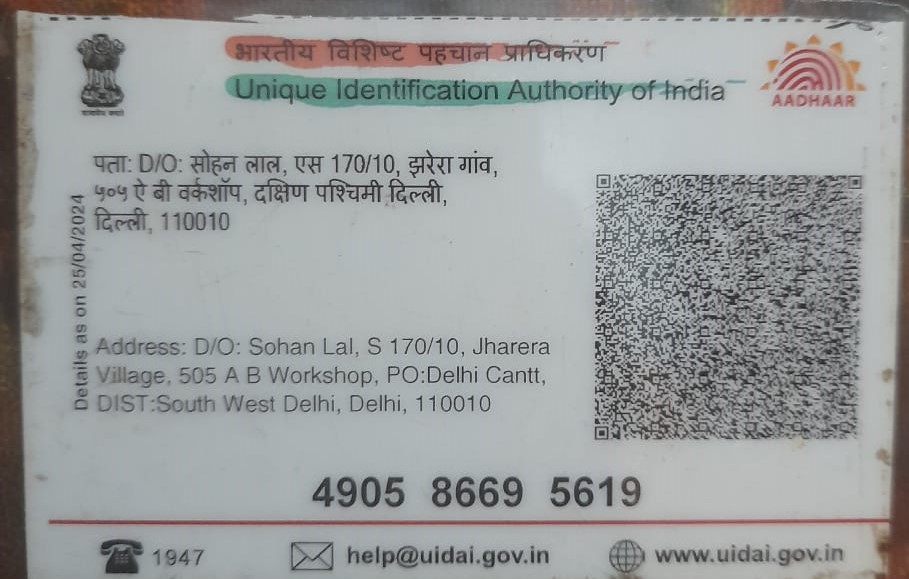 भारतीय विशिष्ट पहचान प्राधिकरण
Unique Identification Authority of India
AADHAAR
पता: D/O: सोहन लाल, एस 170/10, झरेरा गांव,
५०५ ऐ बी वर्कशॉप, दक्षिण पश्चिमी दिल्ली,
दिल्ली, 110010
Details as on 25/04/2024
Address: D/O: Sohan Lal, S 170/10, Jharera
Village, 505 A B Workshop, PO:Delhi Cantt,
DIST:South West Delhi, Delhi, 110010
4905 8669 5619
1947
help@uidai.gov.in
www.uidai.gov.in